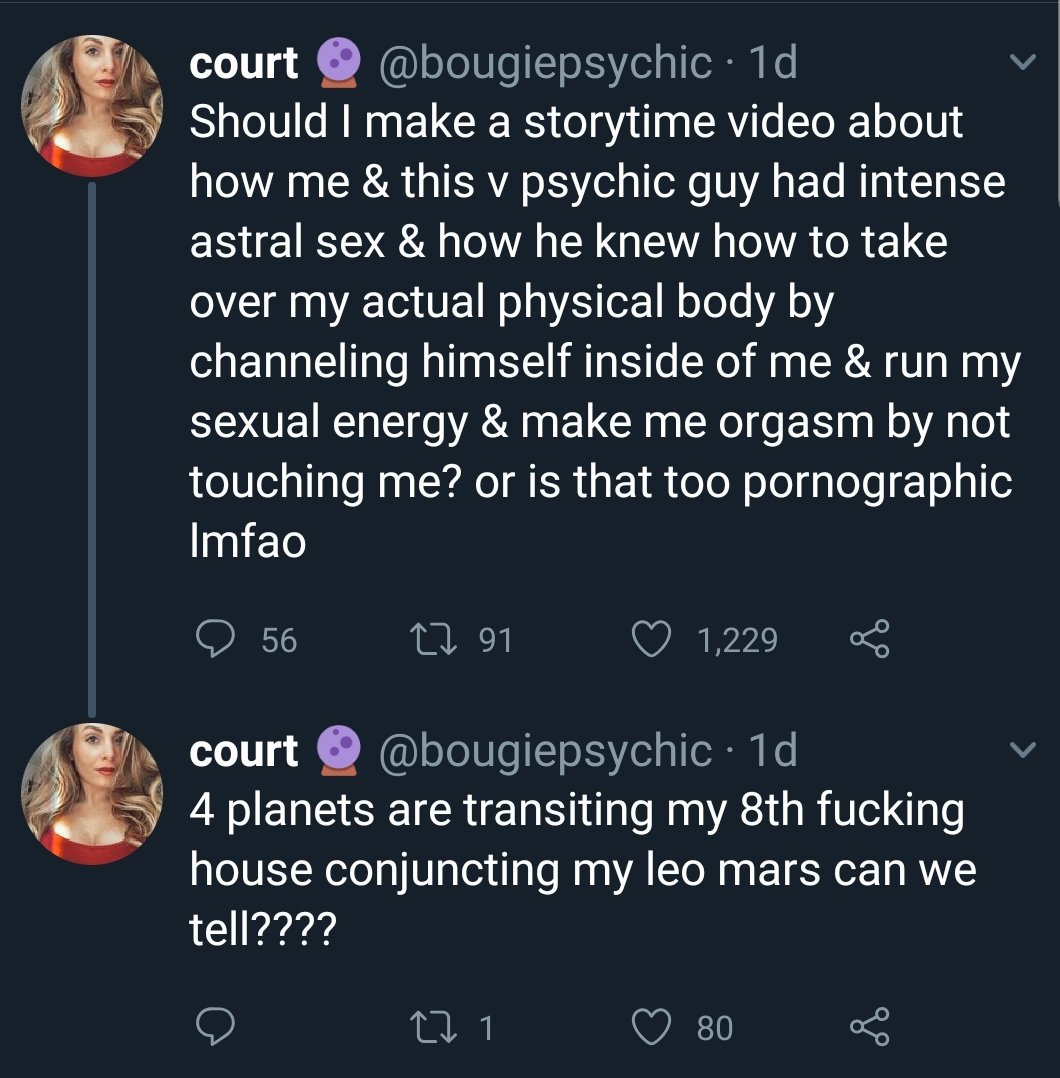 court 🔮 @bougiepsychic · 1d
Should I make a storytime video about
how me & this v psychic guy had intense
astral sex & how he knew how to take
over my actual physical body by
channeling himself inside of me & run my
sexual energy & make me orgasm by not
touching me? or is that too pornographic
lmfao
56 91 1,229
court 🔮 @bougiepsychic · 1d
4 planets are transiting my 8th fucking
house conjuncting my leo mars can we
tell????
1 80